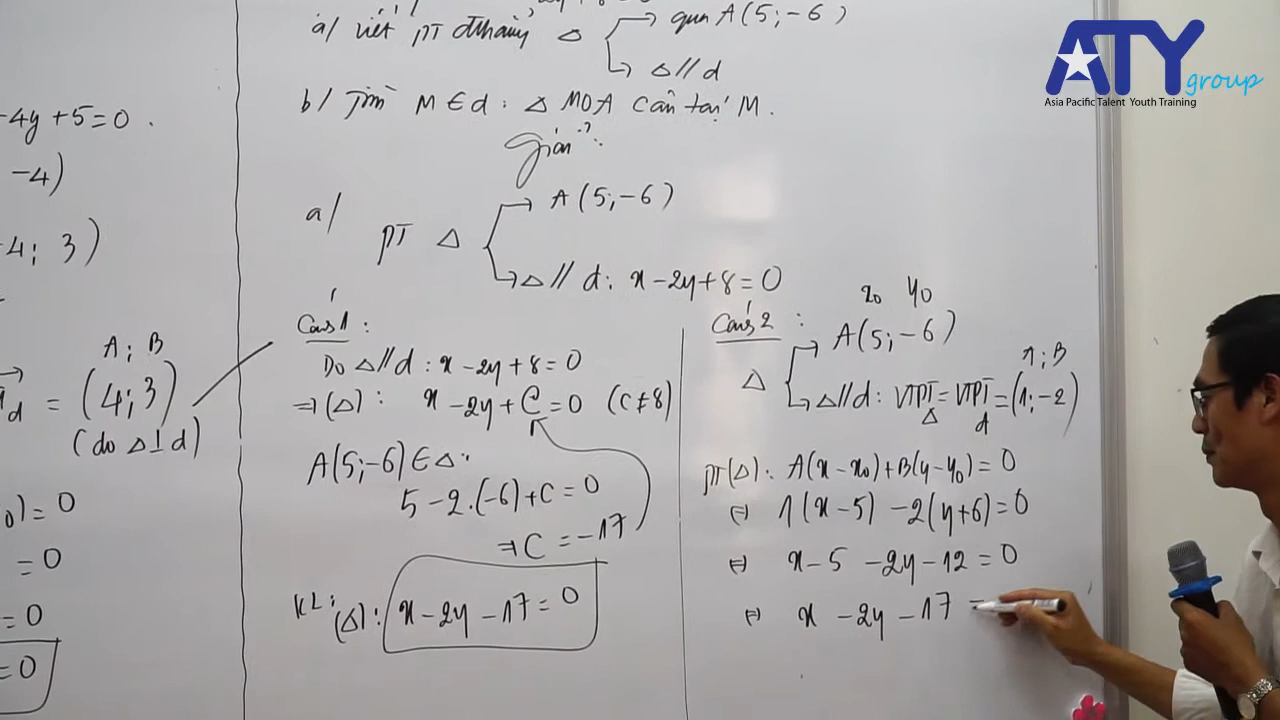 -4y+5=0.
-4)
-4; 3)
A; B
= (4; 3)
(do Δ⊥d)
)=0
=0
=0
=0
a/ viết PT đthẳng Δ
qua A(5;-6)
Δ//d
b/ Tìm M∈d: Δ MOA cân tại M.
Giải:
a/
PT Δ
A(5;-6)
Δ//d: x-2y+8=0
Cách 1:
Do Δ//d: x-2y+8=0
⇒(Δ): x-2y+C=0 (C≠8)
A(5;-6)∈Δ:
5-2.(-6)+C=0
⇒C=-17
KL: (Δ): x-2y-17=0
Cách 2:
x0 y0
A(5;-6)
A; B
Δ
Δ//d: VTPTΔ=VTPTd=(1;-2)
PT(Δ): A(x-x0)+B(y-y0)=0
⇔ 1(x-5)-2(y+6)=0
⇔ x-5-2y-12=0
⇔ x-2y-17 =
ATY group
Asia Pacific Talent Youth Training